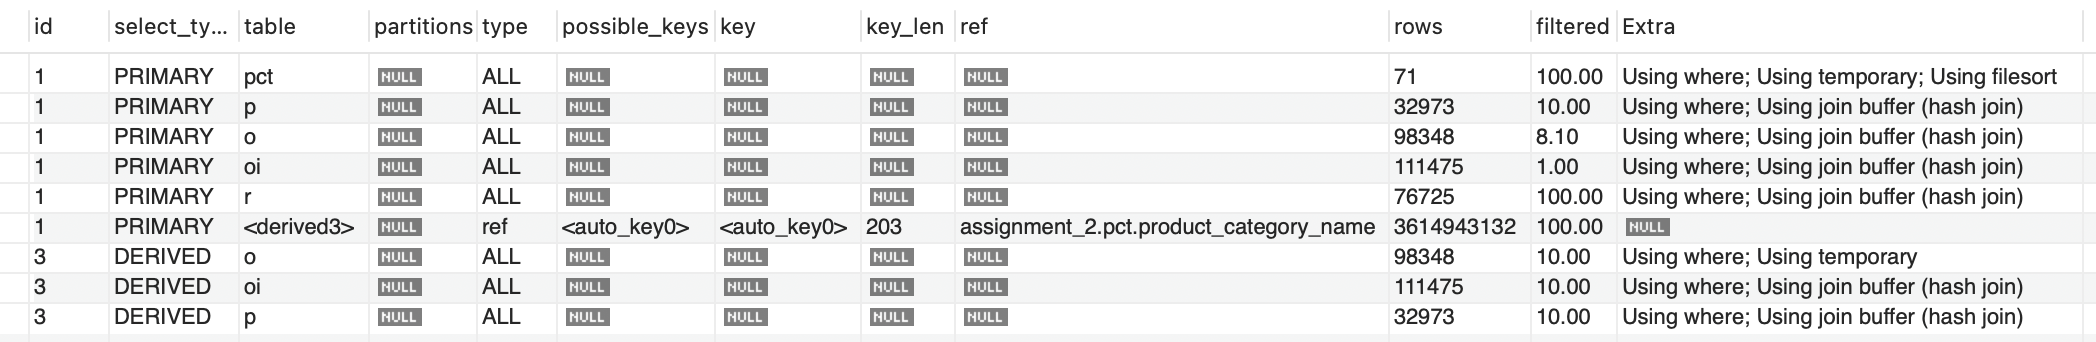 id select_ty... table partitions type possible_keys key key_len ref rows filtered Extra
1 PRIMARY pct NULL ALL NULL NULL NULL NULL 71 100.00 Using where; Using temporary; Using filesort
1 PRIMARY p NULL ALL NULL NULL NULL NULL 32973 10.00 Using where; Using join buffer (hash join)
1 PRIMARY o NULL ALL NULL NULL NULL NULL 98348 8.10 Using where; Using join buffer (hash join)
1 PRIMARY oi NULL ALL NULL NULL NULL NULL 111475 1.00 Using where; Using join buffer (hash join)
1 PRIMARY r NULL ALL NULL NULL NULL NULL 76725 100.00 Using where; Using join buffer (hash join)
1 PRIMARY <derived3> NULL ref <auto_key0> <auto_key0> 203 assignment_2.pct.product_category_name 3614943132 100.00 NULL
3 DERIVED o NULL ALL NULL NULL NULL NULL 98348 10.00 Using where; Using temporary
3 DERIVED oi NULL ALL NULL NULL NULL NULL 111475 10.00 Using where; Using join buffer (hash join)
3 DERIVED p NULL ALL NULL NULL NULL NULL 32973 10.00 Using where; Using join buffer (hash join)